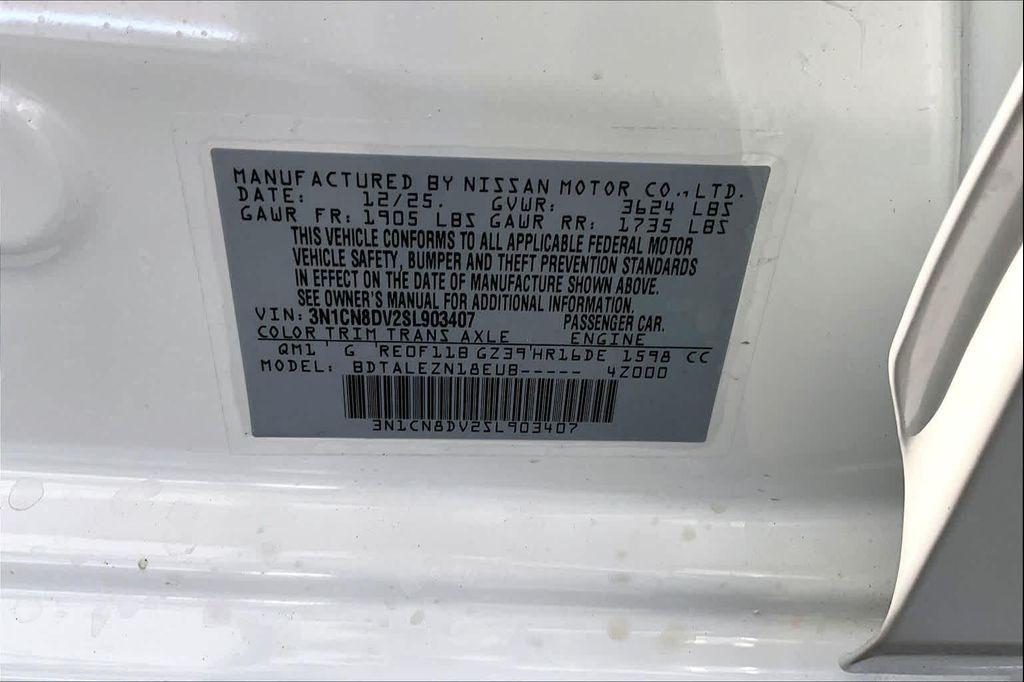 MANUFACTURED BY NISSAN MOTOR CO., LTD.
DATE: 12/25. GVWR: 3624 LBS
GAWR FR: 1905 LBS GAWR RR: 1735 LBS
THIS VEHICLE CONFORMS TO ALL APPLICABLE FEDERAL MOTOR
VEHICLE SAFETY, BUMPER AND THEFT PREVENTION STANDARDS
IN EFFECT ON THE DATE OF MANUFACTURE SHOWN ABOVE.
SEE OWNER'S MANUAL FOR ADDITIONAL INFORMATION.
VIN: 3N1CN8DV2SL903407 PASSENGER CAR.
COLOR TRIM TRANS AXLE ENGINE
QM1 G RE0F11B GZ39 HR16DE 1598 CC
MODEL: BDTALEZN18EUB----- 4Z000
3N1CN8DV2SL903407